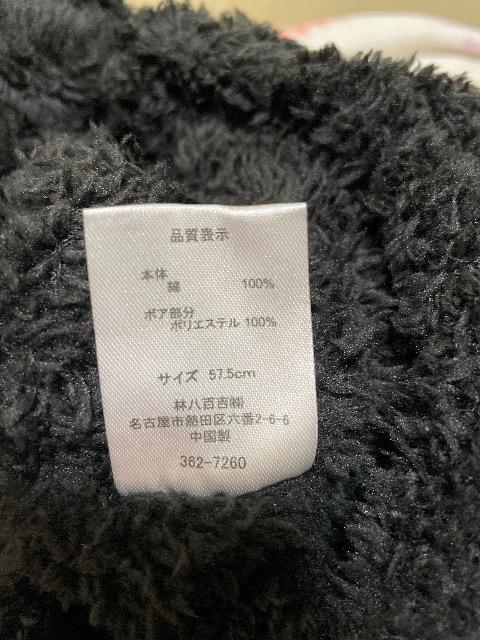 品質表示
本体
綿 100%
ボア部分
ポリエステル 100%
サイズ 57.5cm
林八百吉㈱
名古屋市熱田区六番2-6-6
中国製
362-7260